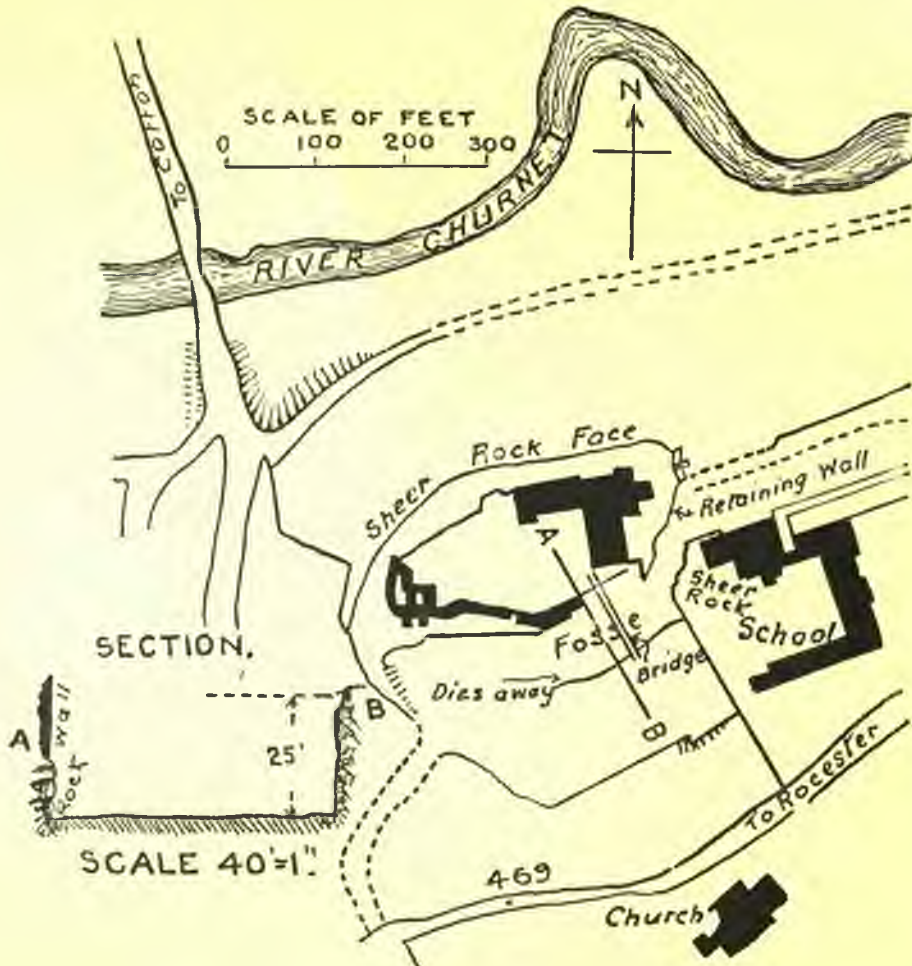 To COTTON
SCALE OF FEET
0 100 200 300
N
RIVER CHURNE
Sheer Rock Face
Retaining Wall
A
Sheer
Rock
School
Fosse
Bridge
Dies away
B
SECTION.
A
Wall
Rock
25'
B
SCALE 40'=1".
To Rocester
469
Church